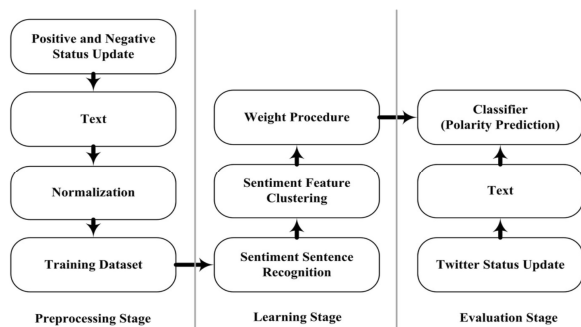 Positive and Negative
Status Update
Text
Normalization
Training Dataset
Preprocessing Stage
Weight Procedure
Sentiment Feature
Clustering
Sentiment Sentence
Recognition
Learning Stage
Classifier
(Polarity Prediction)
Text
Twitter Status Update
Evaluation Stage